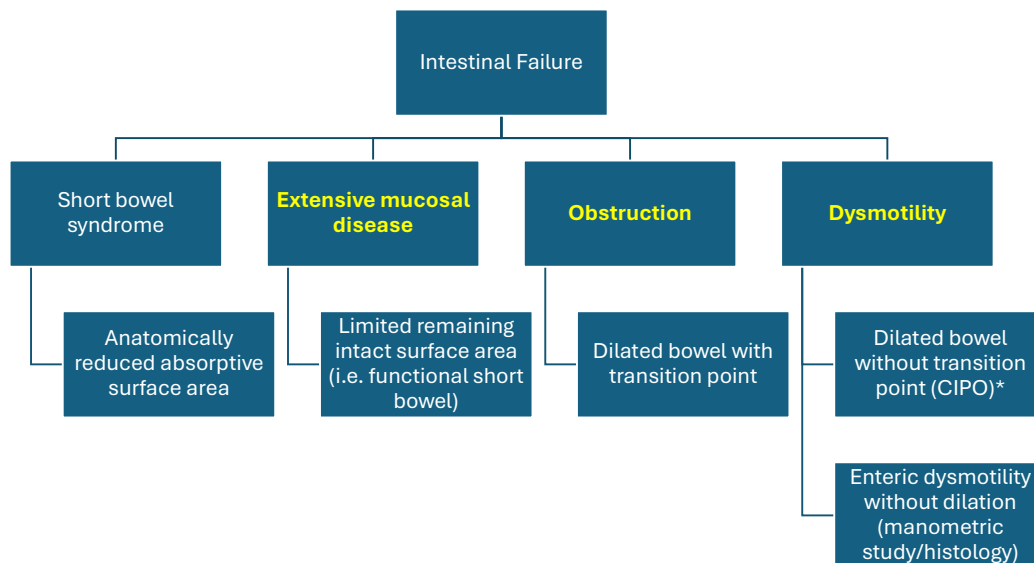 Intestinal Failure
Short bowel
syndrome
Extensive mucosal
disease
Obstruction
Dysmotility
Anatomically
reduced absorptive
surface area
Limited remaining
intact surface area
(i.e. functional short
bowel)
Dilated bowel with
transition point
Dilated bowel
without transition
point (CIPO)*
Enteric dysmotility
without dilation
(manometric
study/histology)